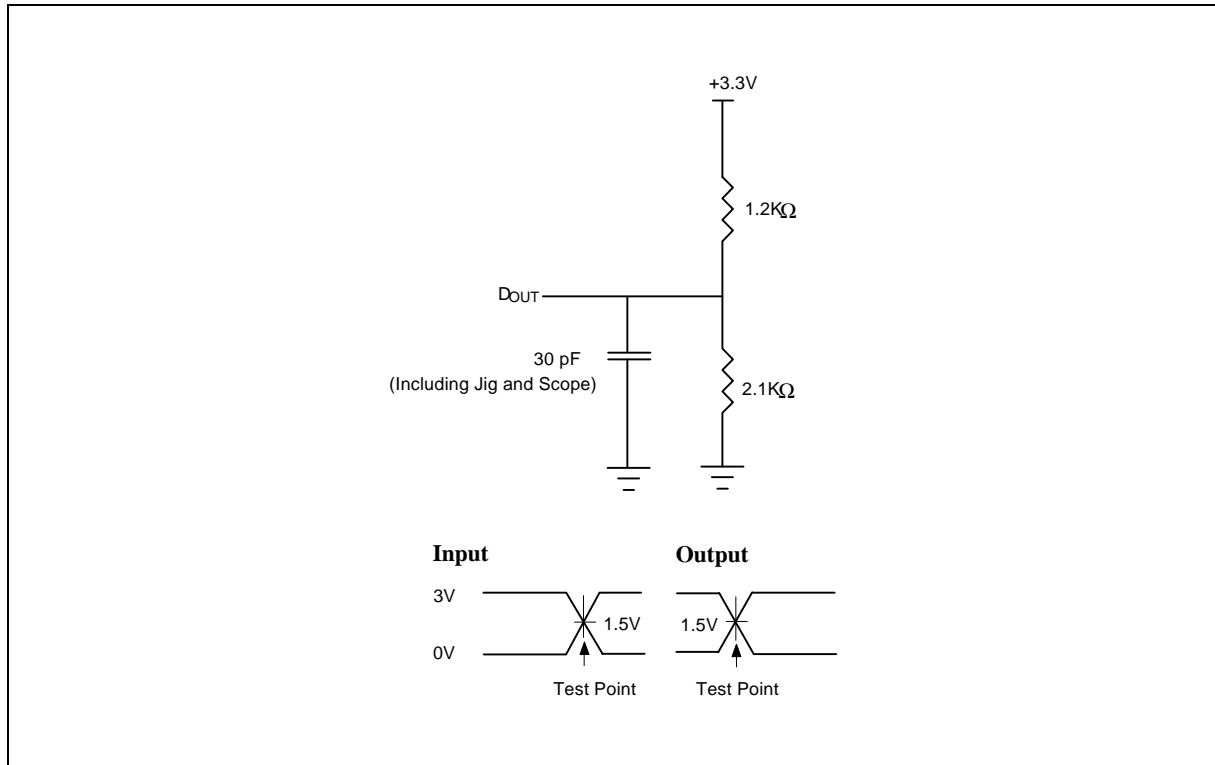 +3.3V
1.2KΩ
DOUT
30 pF
(Including Jig and Scope)
2.1KΩ
Input
Output
3V
1.5V
1.5V
0V
Test Point
Test Point